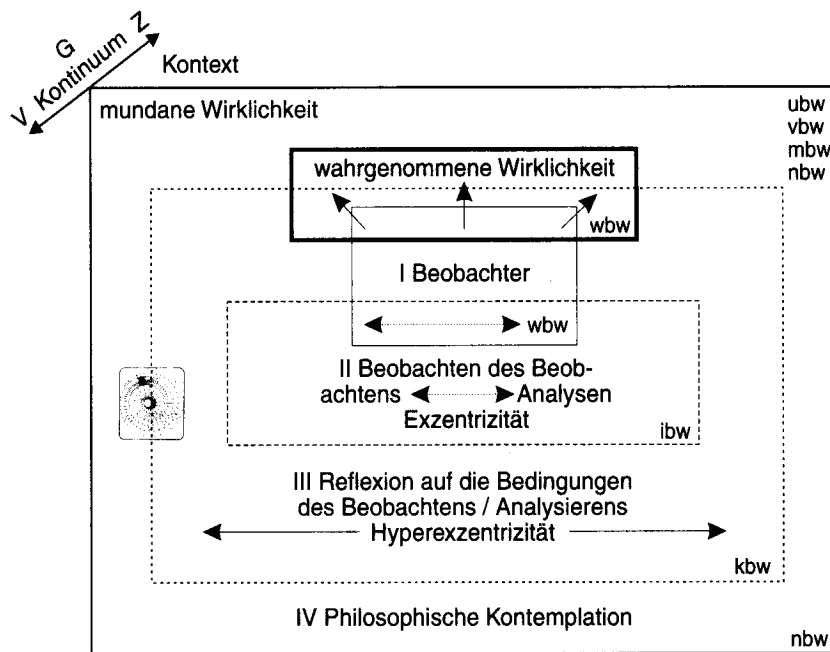 G
V Kontinuum Z
Kontext
mundane Wirklichkeit
ubw
vbw
mbw
nbw
wahrgenommene Wirklichkeit
wbw
I Beobachter
wbw
II Beobachten des Beob-
achtens Analysen
Exzentrizität
ibw
III Reflexion auf die Bedingungen
des Beobachtens / Analysierens
Hyperexzentrizität
kbw
IV Philosophische Kontemplation
nbw